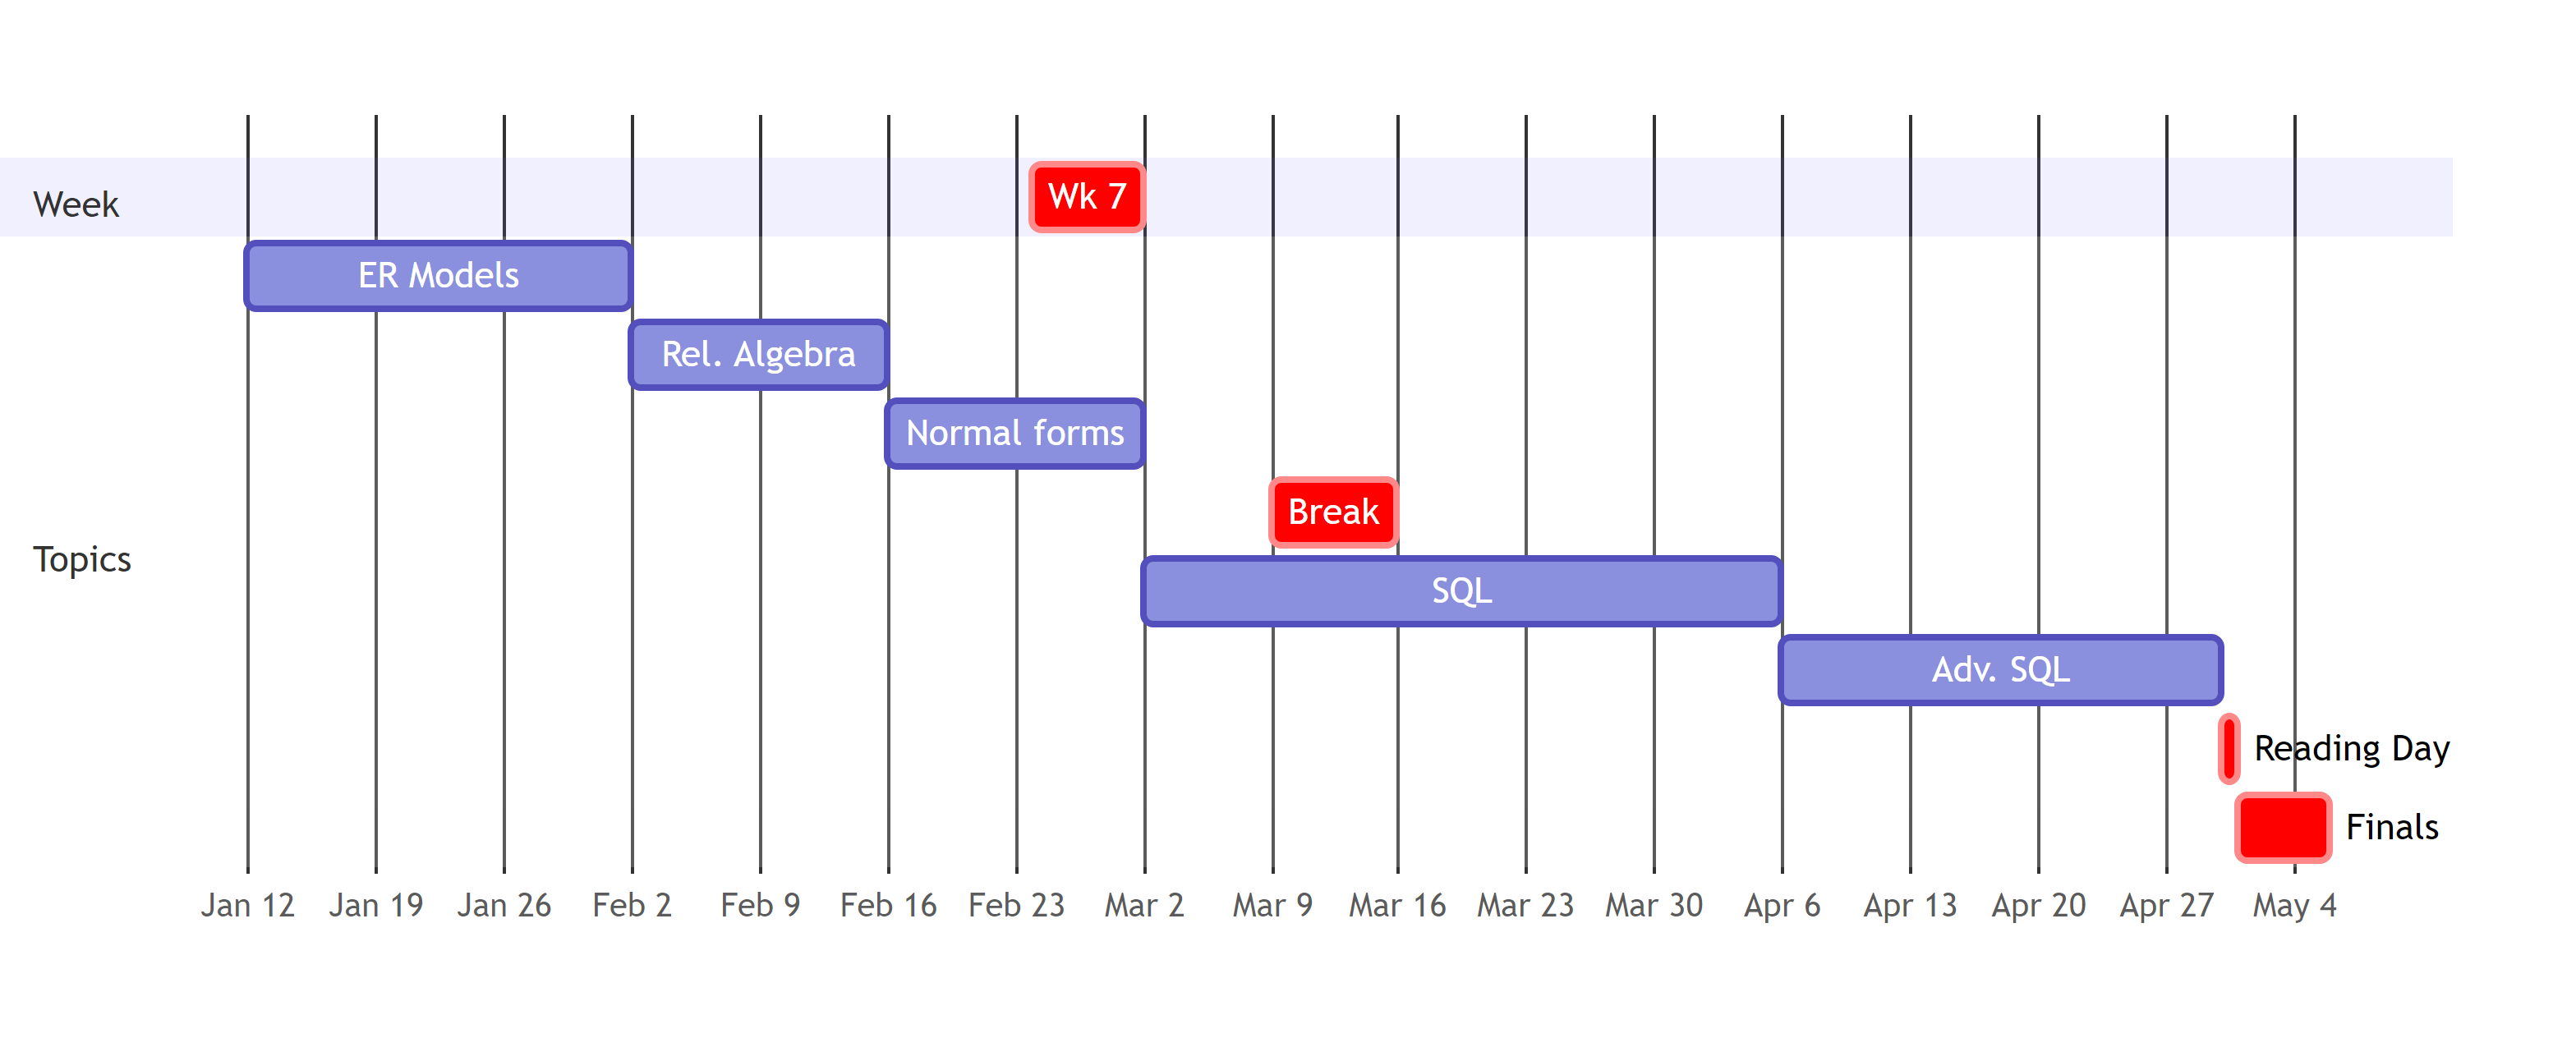 Week
Wk 7
ER Models
Rel. Algebra
Normal forms
Break
Topics
SQL
Adv. SQL
Reading Day
Finals
Jan 12 Jan 19 Jan 26 Feb 2 Feb 9 Feb 16 Feb 23 Mar 2 Mar 9 Mar 16 Mar 23 Mar 30 Apr 6 Apr 13 Apr 20 Apr 27 May 4